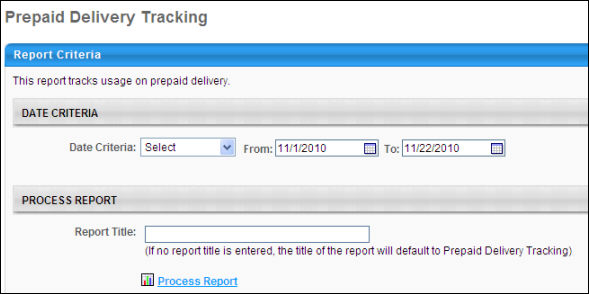 Prepaid Delivery Tracking
Report Criteria
This report tracks usage on prepaid delivery.
DATE CRITERIA
Date Criteria: Select From: 11/1/2010 To: 11/22/2010
PROCESS REPORT
Report Title:
(If no report title is entered, the title of the report will default to Prepaid Delivery Tracking)
Process Report